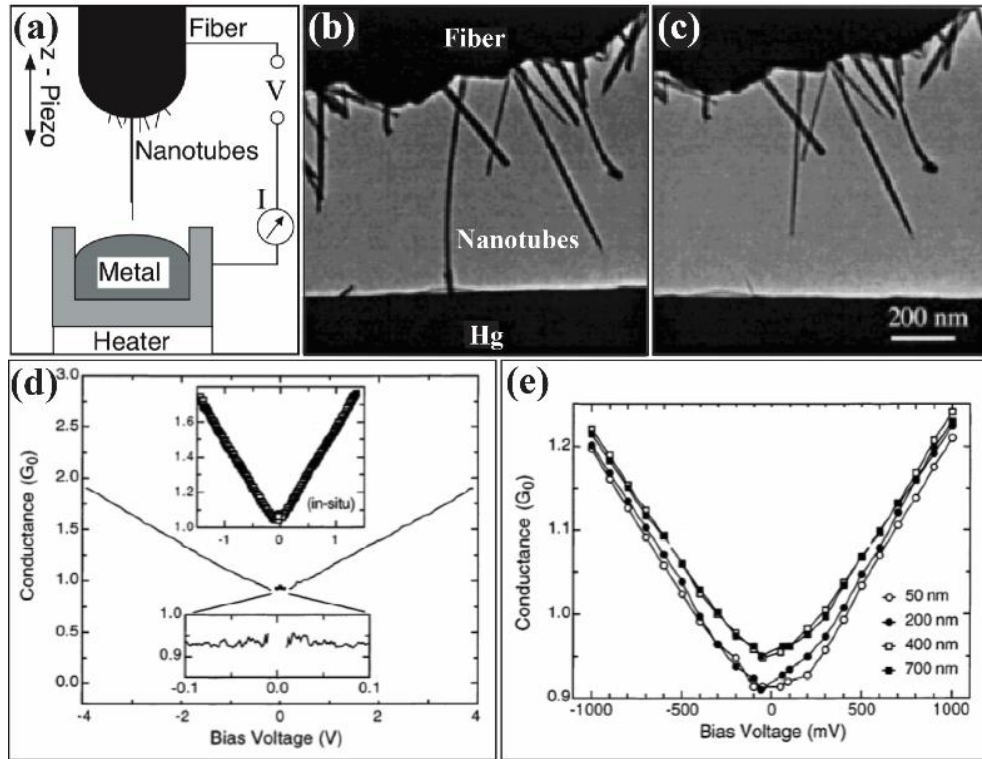 (a)
Fiber
z - Piezo
V
Nanotubes
I
Metal
Heater
(b)
Fiber
Nanotubes
Hg
(c)
200 nm
(d)
3.0
2.5
2.0
1.5
1.0
0.5
0.0
Conductance (G0)
-4
-2
0
2
4
Bias Voltage (V)
1.6
1.4
1.2
1.0
(in-situ)
-1
0
1
1.0
0.9
-0.1
0.0
0.1
(e)
1.2
1.1
1.0
0.9
Conductance (G0)
-1000
-500
0
500
1000
Bias Voltage (mV)
50 nm
200 nm
400 nm
700 nm